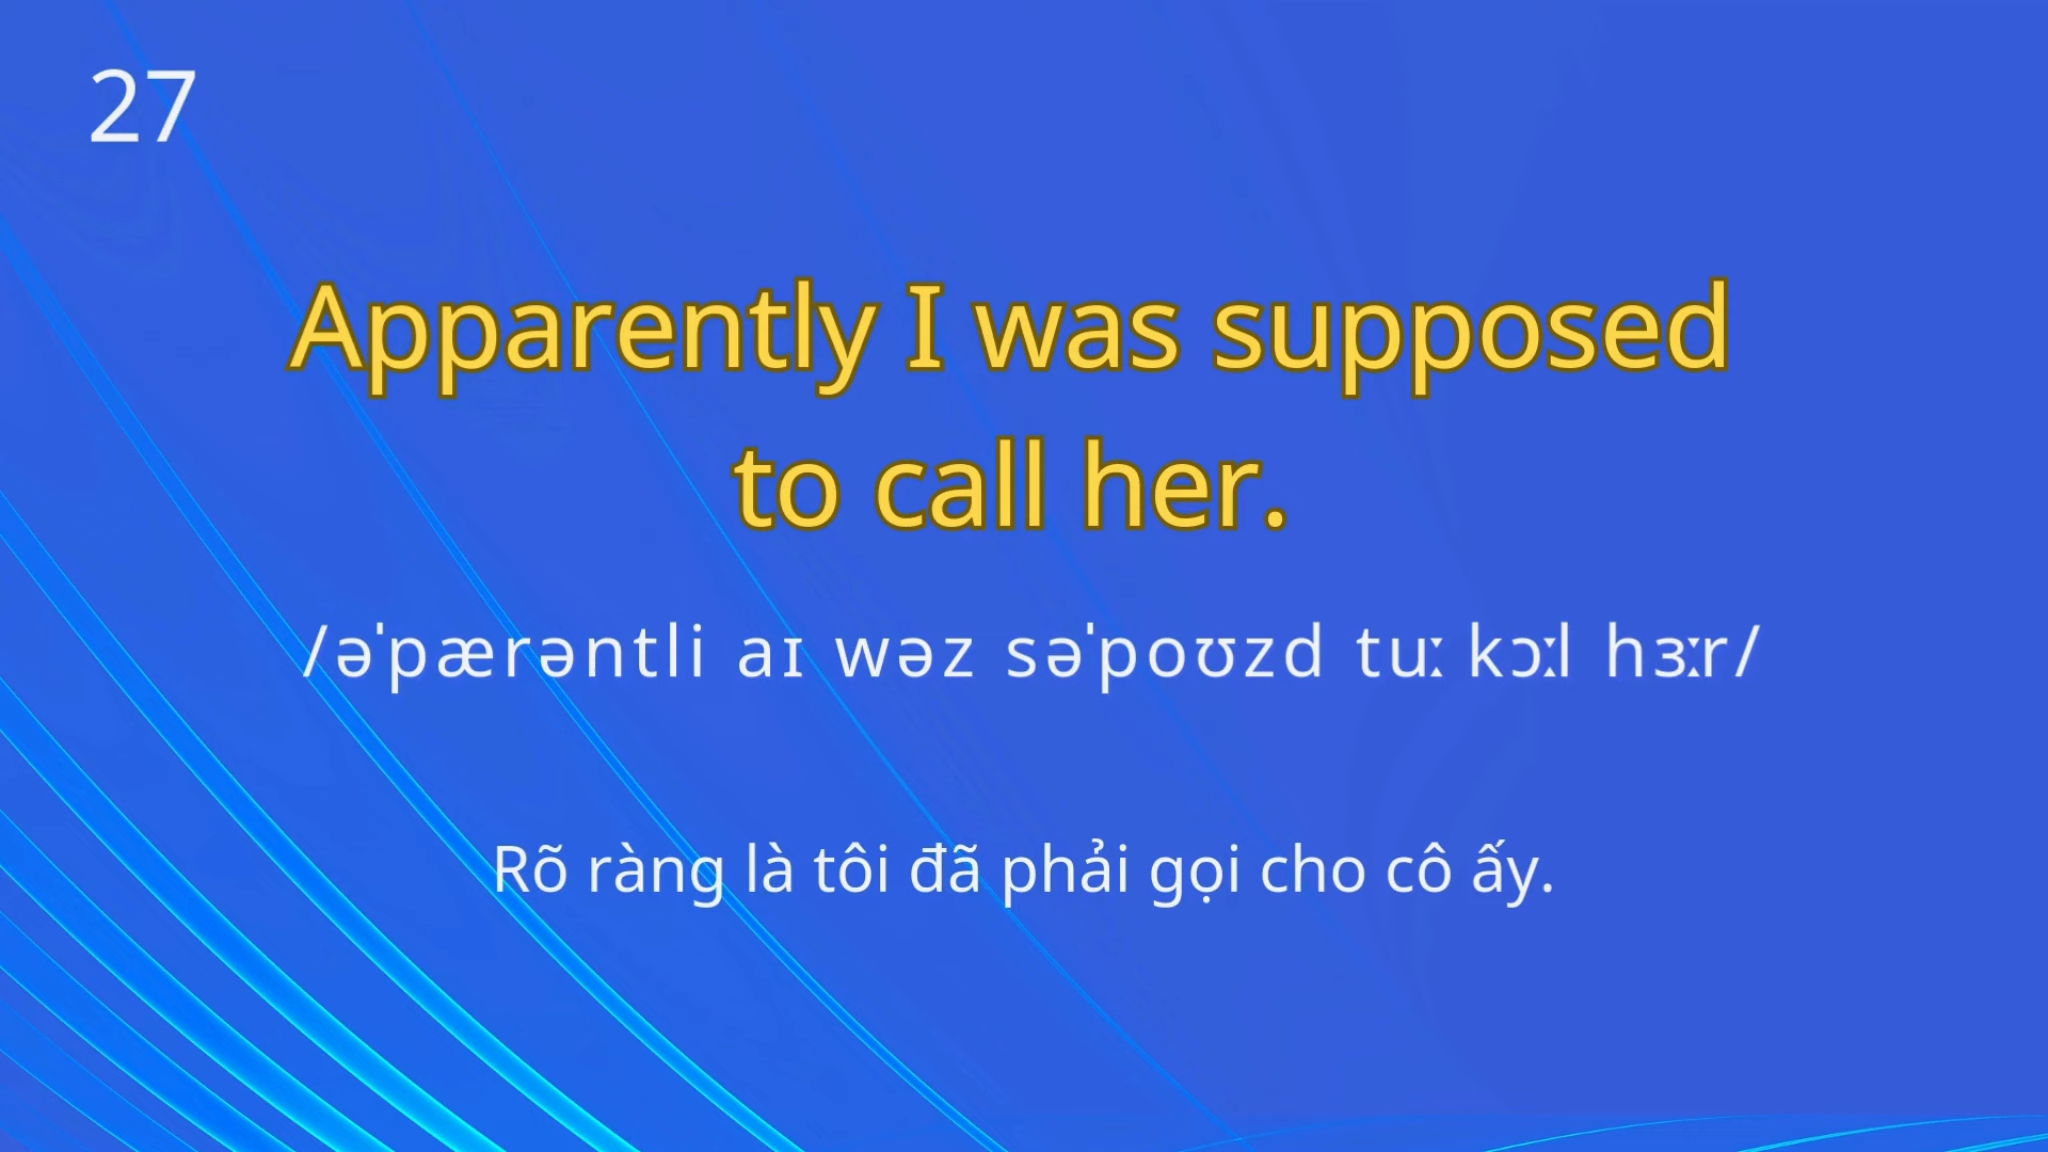 27
Apparently I was supposed
to call her.
/əˈpærəntli aɪ wəz səˈpoʊzd tuː kɔːl hɜːr/
Rõ ràng là tôi đã phải gọi cho cô ấy.